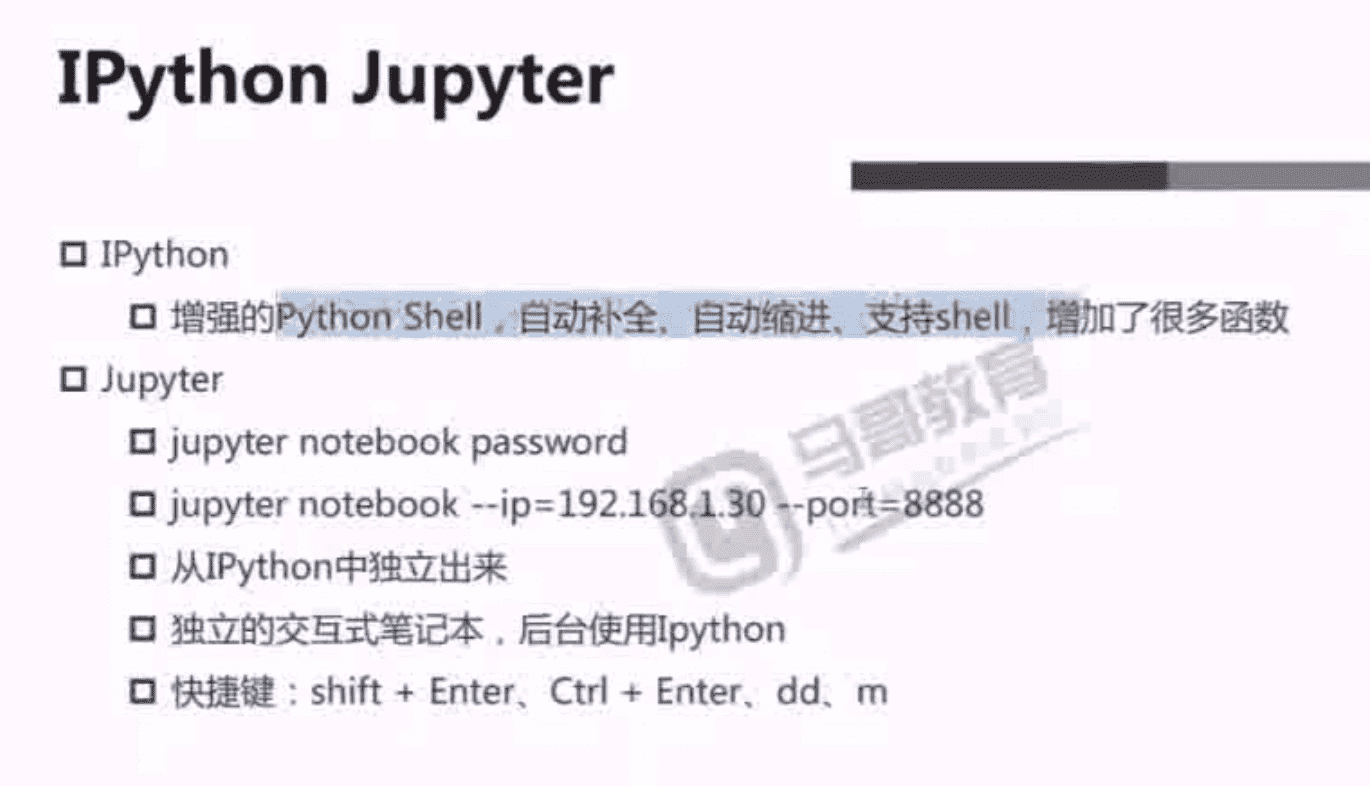 IPython Jupyter
IPython
增强的Python Shell，自动补全、自动缩进、支持shell，增加了很多函数
Jupyter
jupyter notebook password
jupyter notebook --ip=192.168.1.30 --port=8888
马哥教育
从IPython中独立出来
独立的交互式笔记本，后台使用Ipython
快捷键：shift + Enter、Ctrl + Enter、dd、m